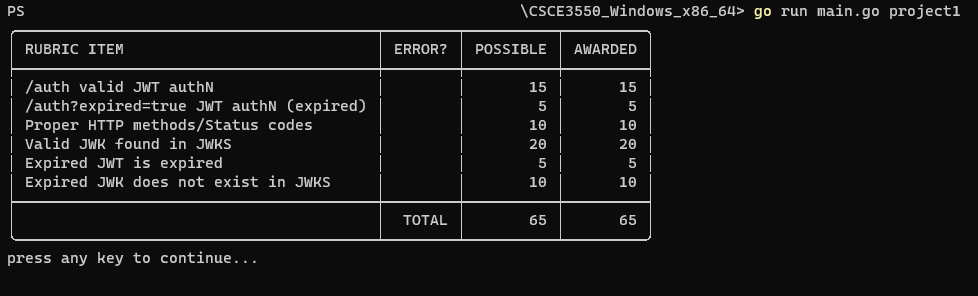 PS \CSCE3550_Windows_x86_64> go run main.go project1
RUBRIC ITEM ERROR? POSSIBLE AWARDED
/auth valid JWT authN 15 15
/auth?expired=true JWT authN (expired) 5 5
Proper HTTP methods/Status codes 10 10
Valid JWK found in JWKS 20 20
Expired JWT is expired 5 5
Expired JWK does not exist in JWKS 10 10
TOTAL 65 65
press any key to continue...